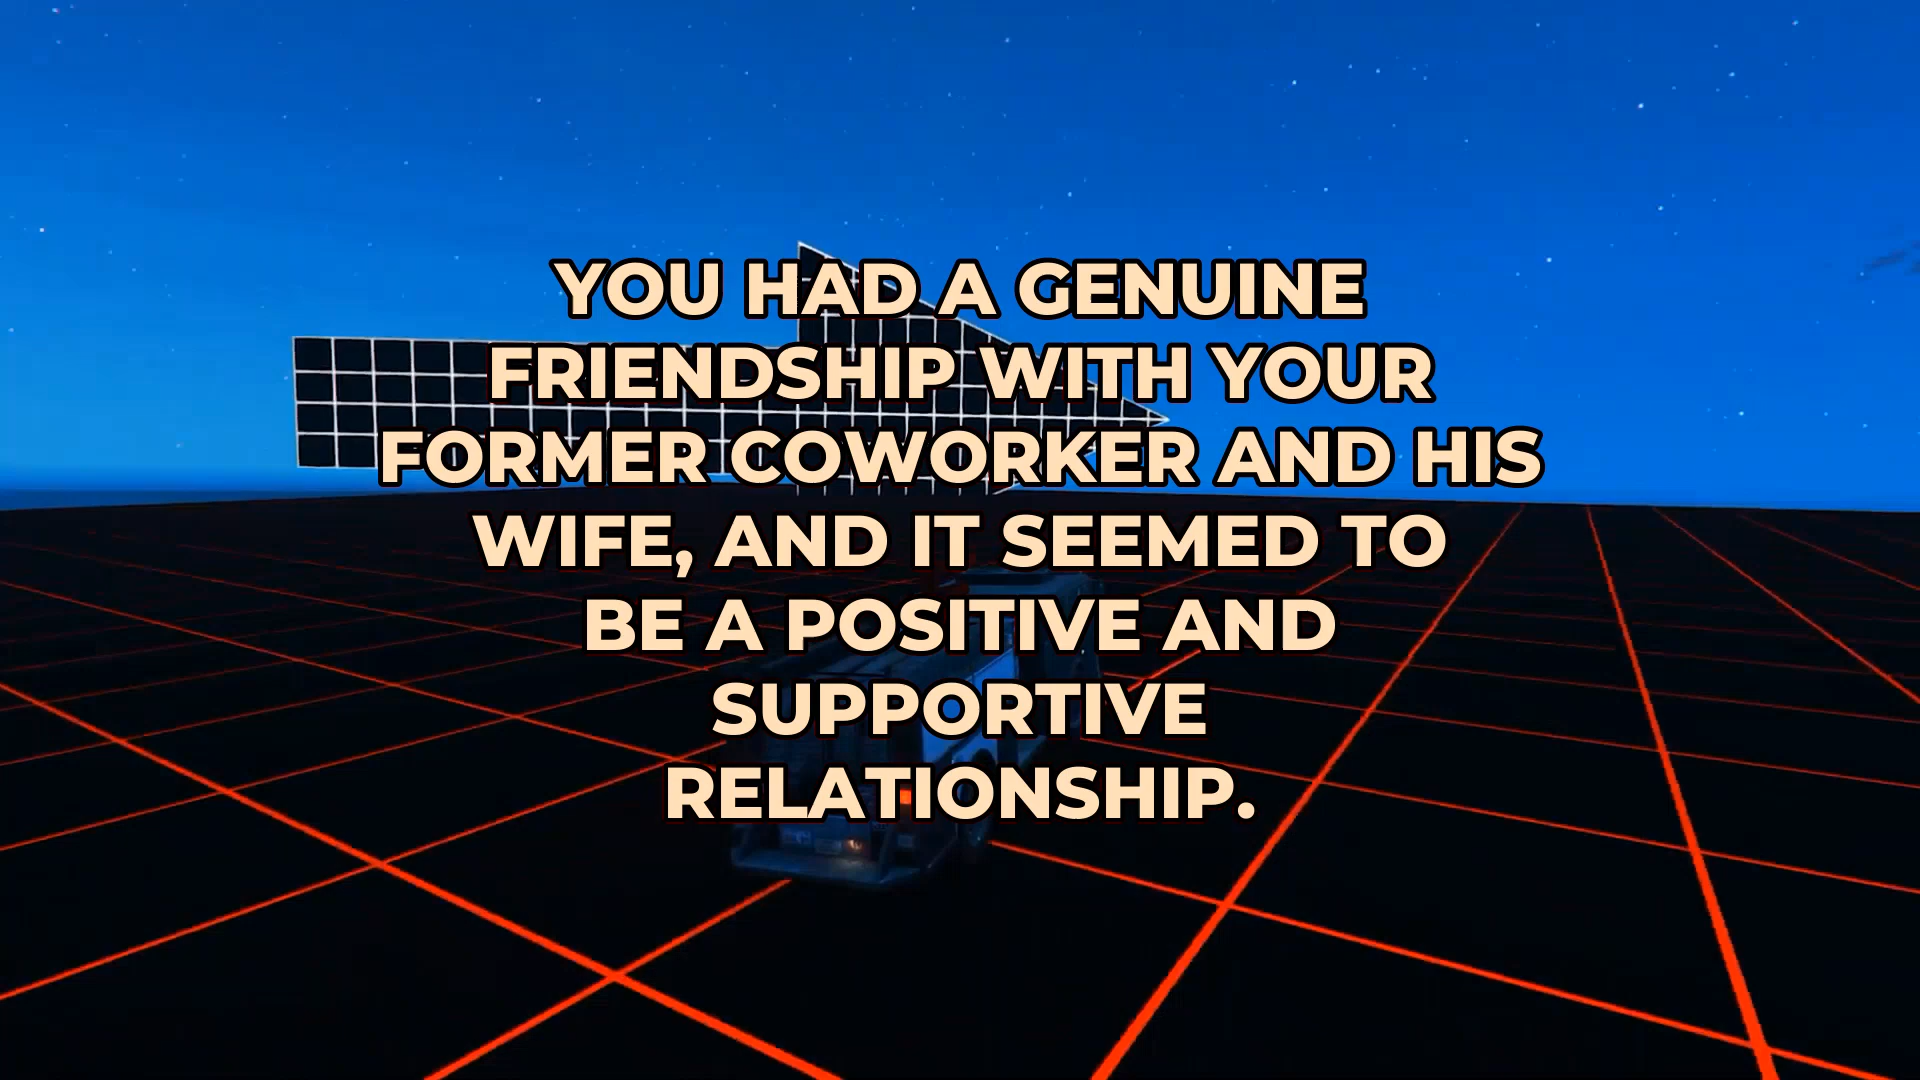 YOU HAD A GENUINE
FRIENDSHIP WITH YOUR
FORMER COWORKER AND HIS
WIFE, AND IT SEEMED TO
BE A POSITIVE AND
SUPPORTIVE
RELATIONSHIP.